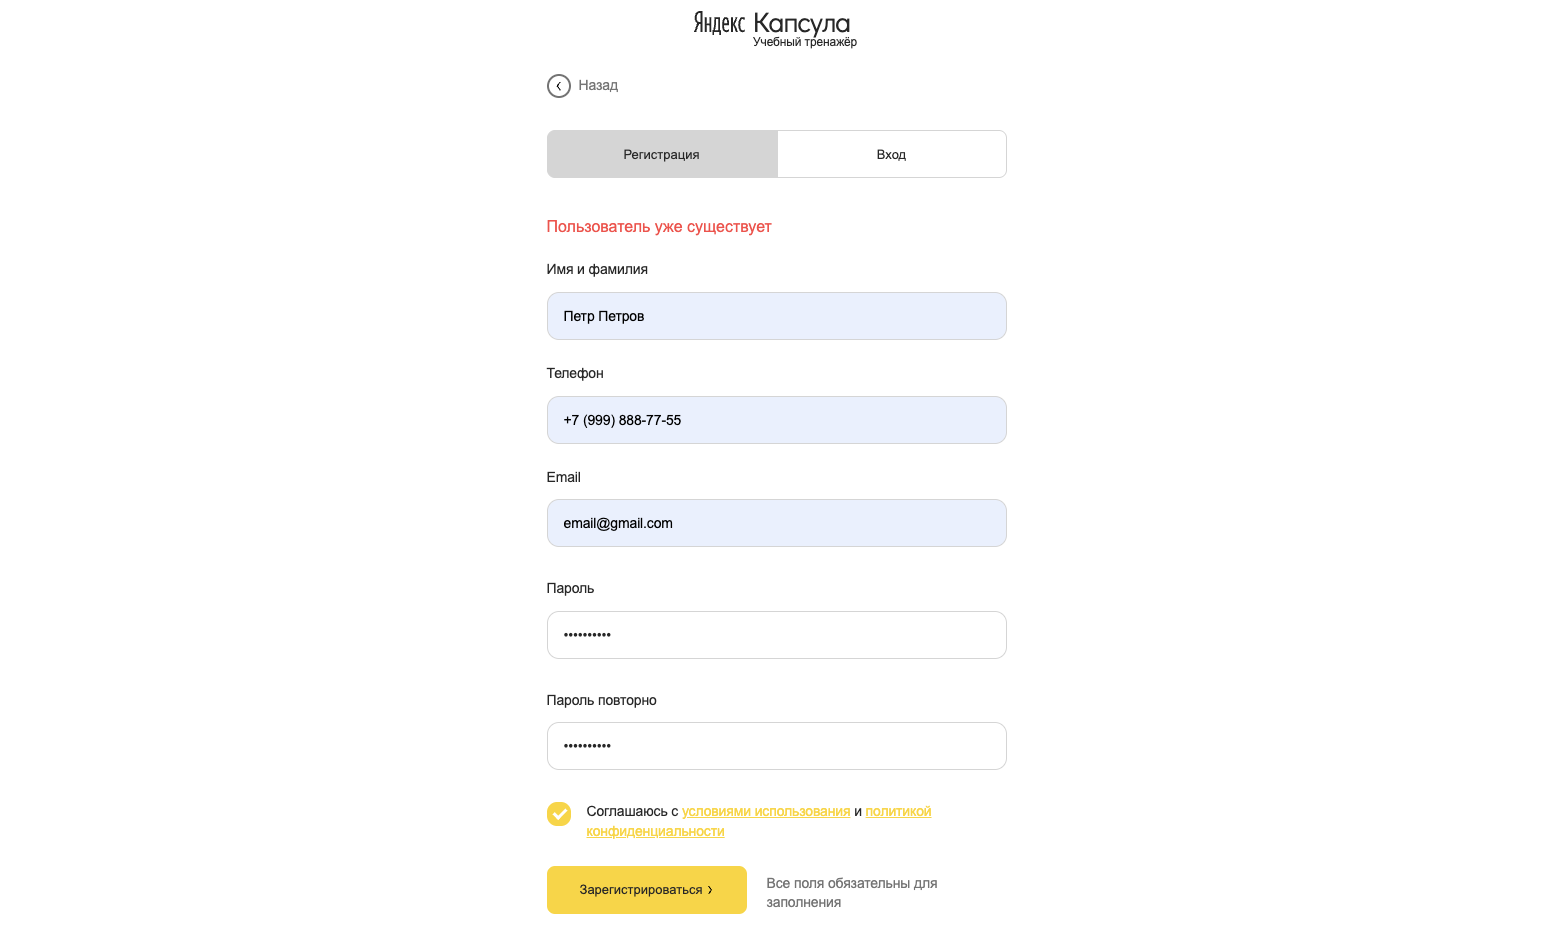 Яндекс Капсула
Учебный тренажёр
Назад
Регистрация
Вход
Пользователь уже существует
Имя и фамилия
Петр Петров
Телефон
+7 (999) 888-77-55
Email
email@gmail.com
Пароль
••••••••••
Пароль повторно
••••••••••
Соглашаюсь с условиями использования и политикой
конфиденциальности
Зарегистрироваться ›
Все поля обязательны для
заполнения